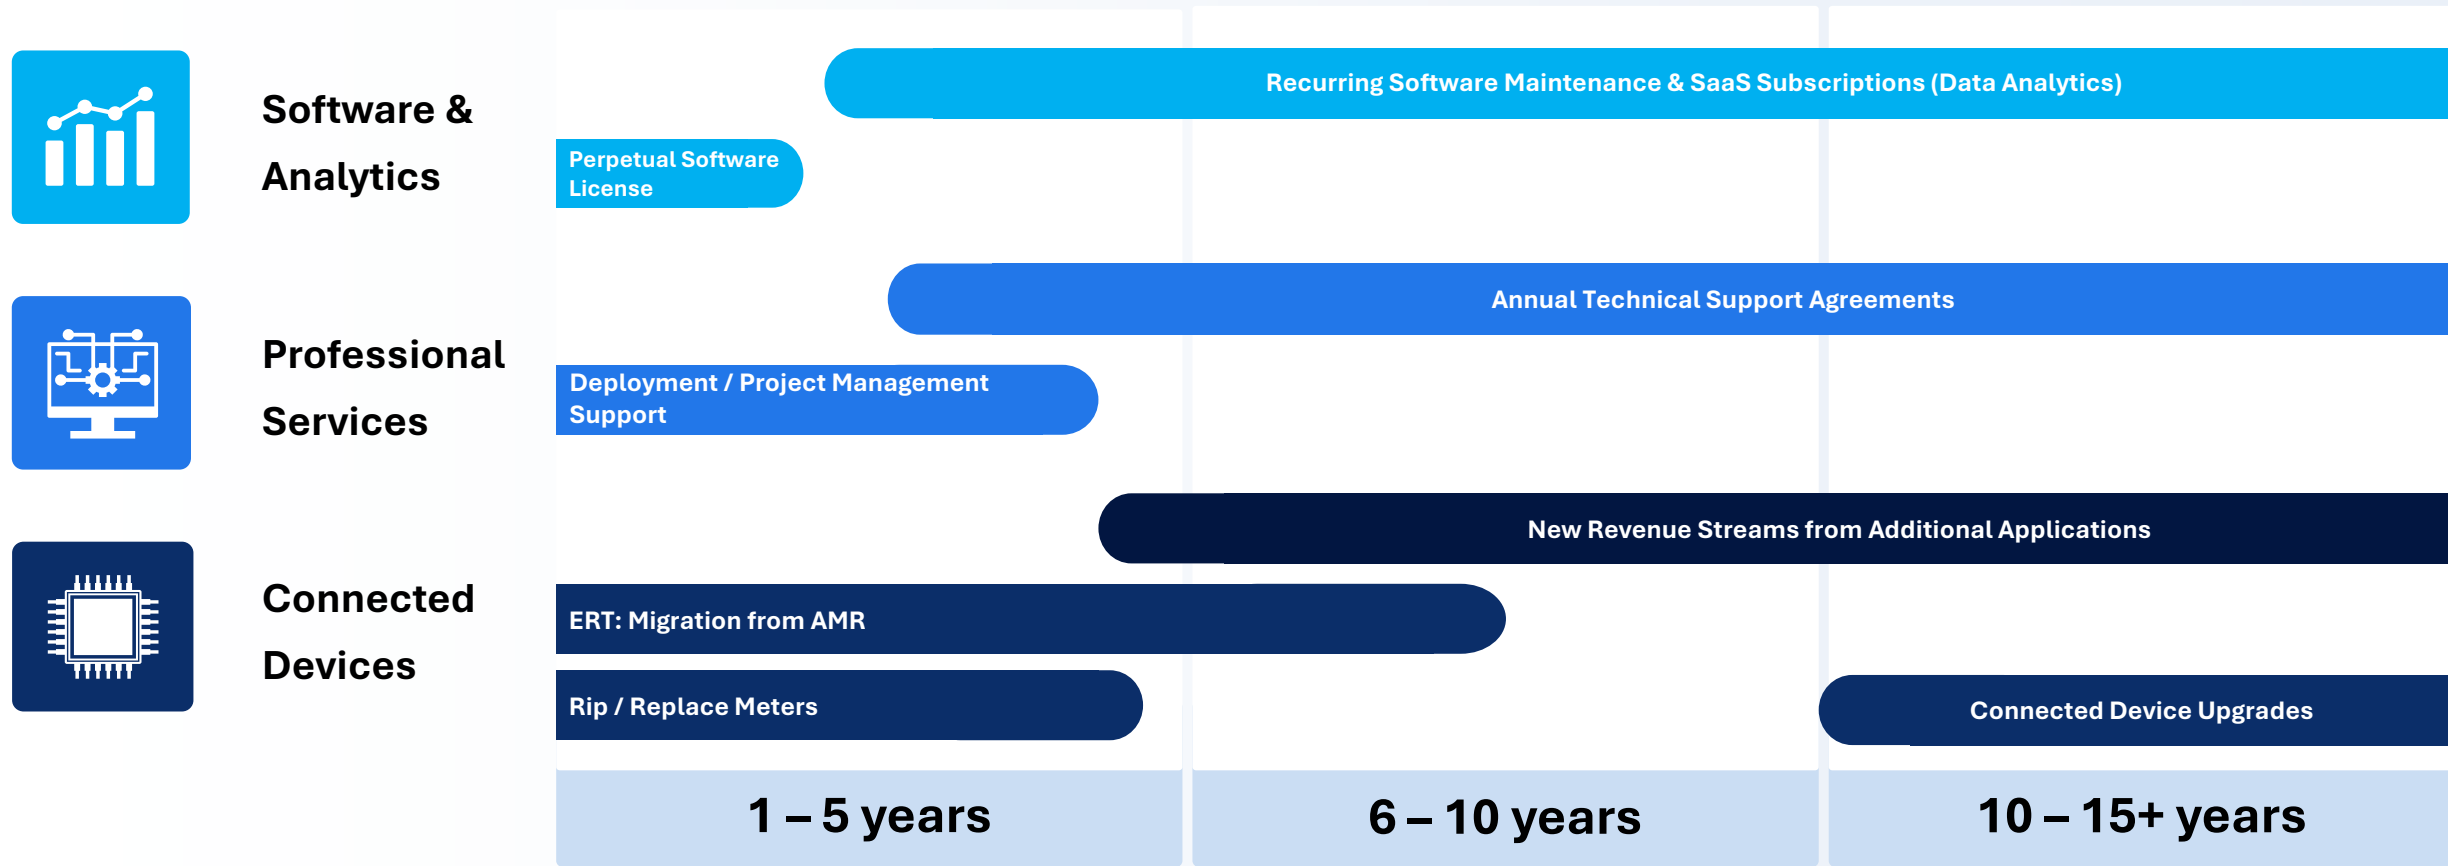 Recurring Software Maintenance & SaaS Subscriptions (Data Analytics)
Software &
Analytics
Perpetual Software
License
Annual Technical Support Agreements
Professional
Services
Deployment / Project Management
Support
New Revenue Streams from Additional Applications
Connected
Devices
ERT: Migration from AMR
Rip / Replace Meters
Connected Device Upgrades
1 – 5 years
6 – 10 years
10 – 15+ years